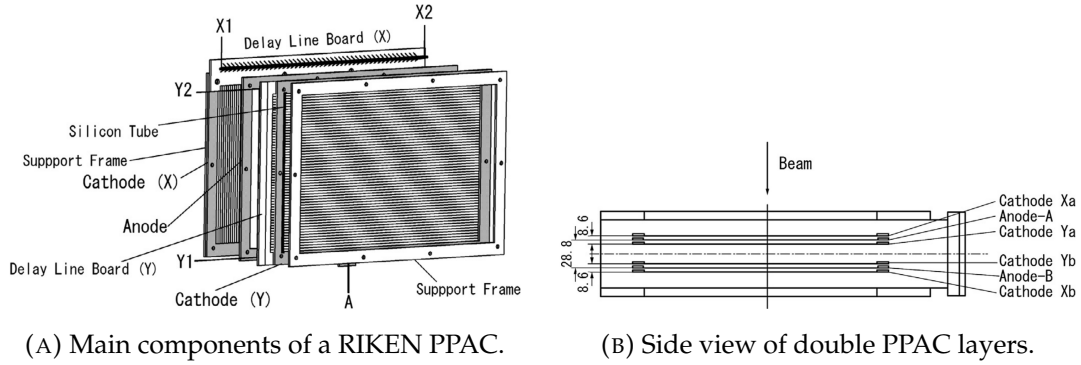 X1
X2
Delay Line Board (X)
Y2
Silicon Tube
Suppport Frame
Cathode (X)
Anode
Delay Line Board (Y)
Y1
Cathode (Y)
A
Suppport Frame
(A) Main components of a RIKEN PPAC.
Beam
8.6
28.8
8.6
Cathode Xa
Anode-A
Cathode Ya
Cathode Yb
Anode-B
Cathode Xb
(B) Side view of double PPAC layers.